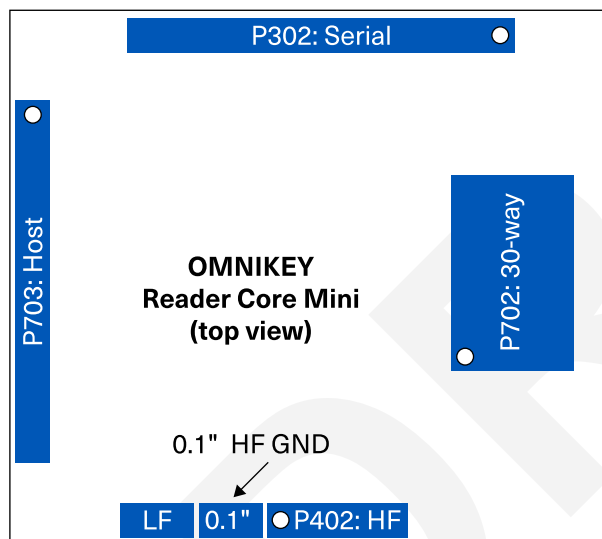 P302: Serial
P703: Host
P702: 30-way
OMNIKEY
Reader Core Mini
(top view)
0.1" HF GND
LF
0.1"
P402: HF